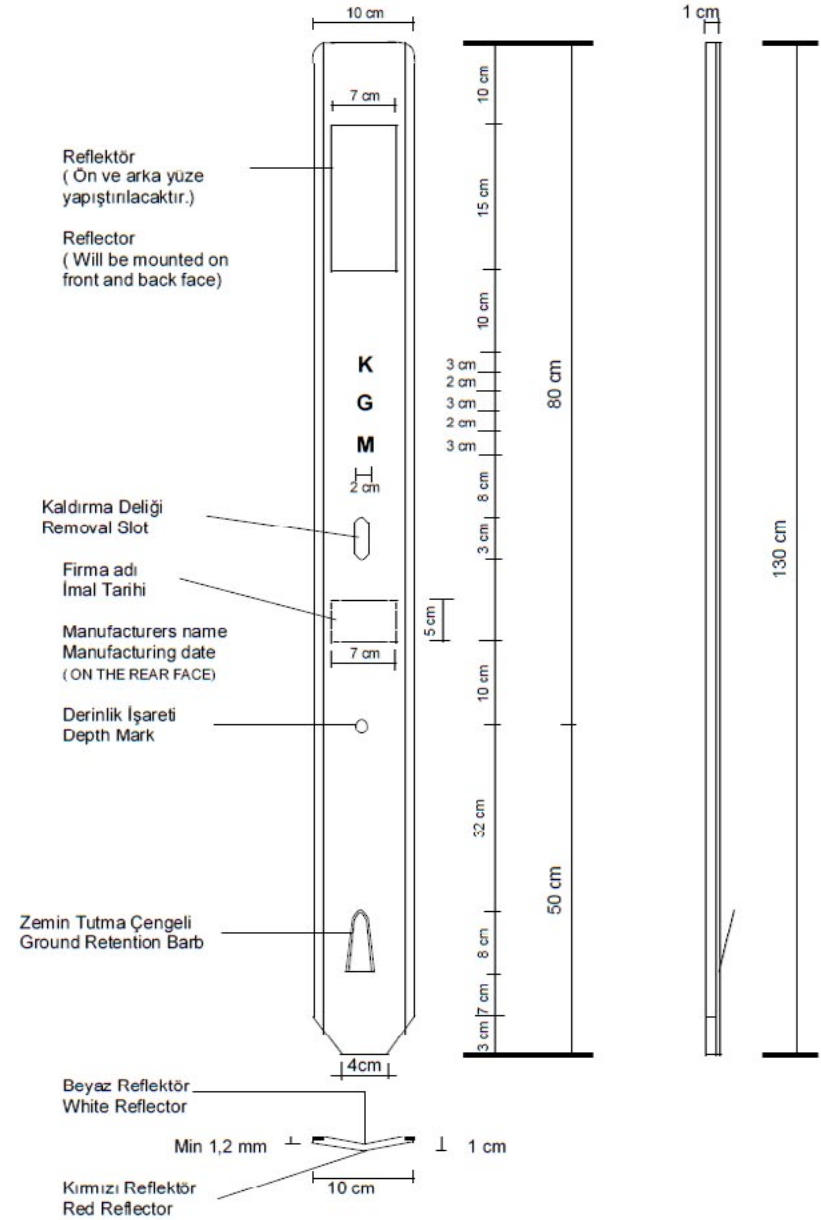 10 cm
1 cm
7 cm
10 cm
Reflektör
( Ön ve arka yüze
yapıştırılacaktır.)
15 cm
Reflector
( Will be mounted on
front and back face)
10 cm
K
G
M
3 cm
2 cm
3 cm
2 cm
3 cm
80 cm
2 cm
8 cm
Kaldırma Deliği
Removal Slot
3 cm
130 cm
Firma adı
İmal Tarihi
5 cm
Manufacturers name
Manufacturing date
( ON THE REAR FACE)
7 cm
10 cm
Derinlik İşareti
Depth Mark
32 cm
50 cm
Zemin Tutma Çengeli
Ground Retention Barb
8 cm
7 cm
3 cm
4cm
Beyaz Reflektör
White Reflector
Min 1,2 mm
1 cm
10 cm
Kırmızı Reflektör
Red Reflector